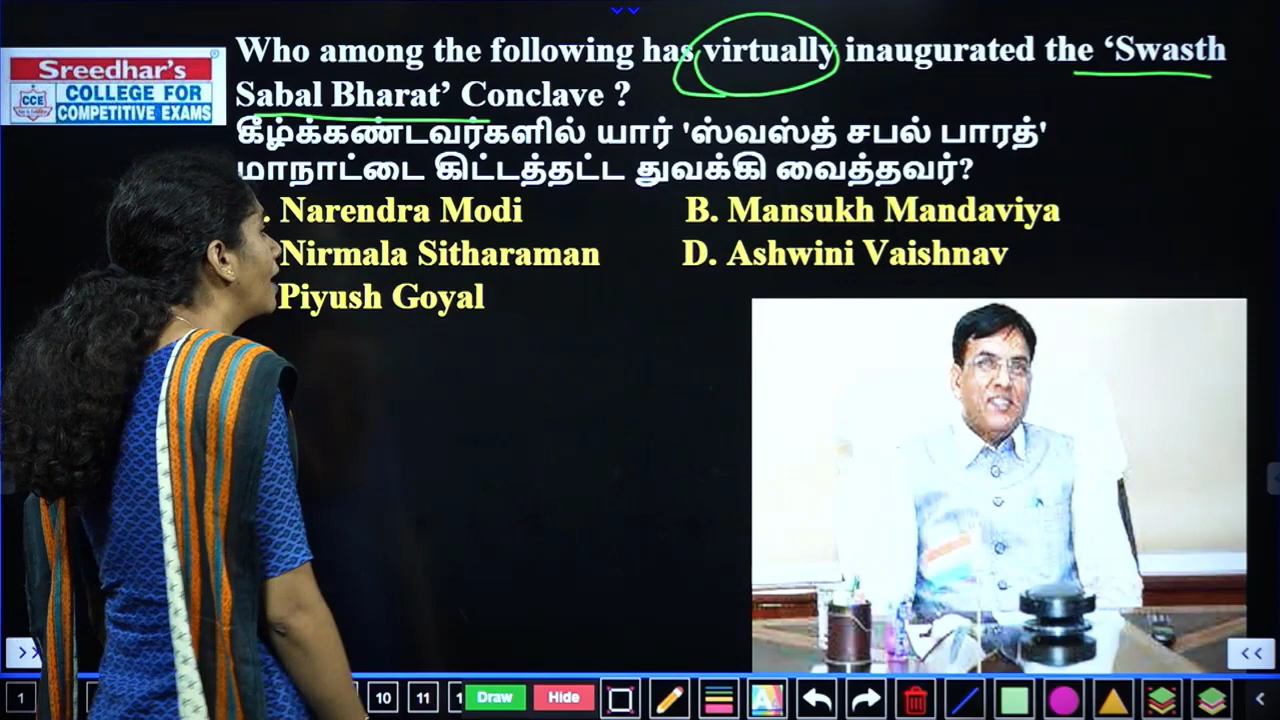 Sreedhar's
CCE
COLLEGE FOR
COMPETITIVE EXAMS
Who among the following has virtually inaugurated the ‘Swasth
Sabal Bharat’ Conclave ?
கீழ்க்கண்டவர்களில் யார் 'ஸ்வஸ்த் சபல் பாரத்'
மாநாட்டை கிட்டத்தட்ட துவக்கி வைத்தவர்?
. Narendra Modi
B. Mansukh Mandaviya
Nirmala Sitharaman
D. Ashwini Vaishnav
Piyush Goyal
>>
<<
1
10
11
1
Draw
Hide
A
<